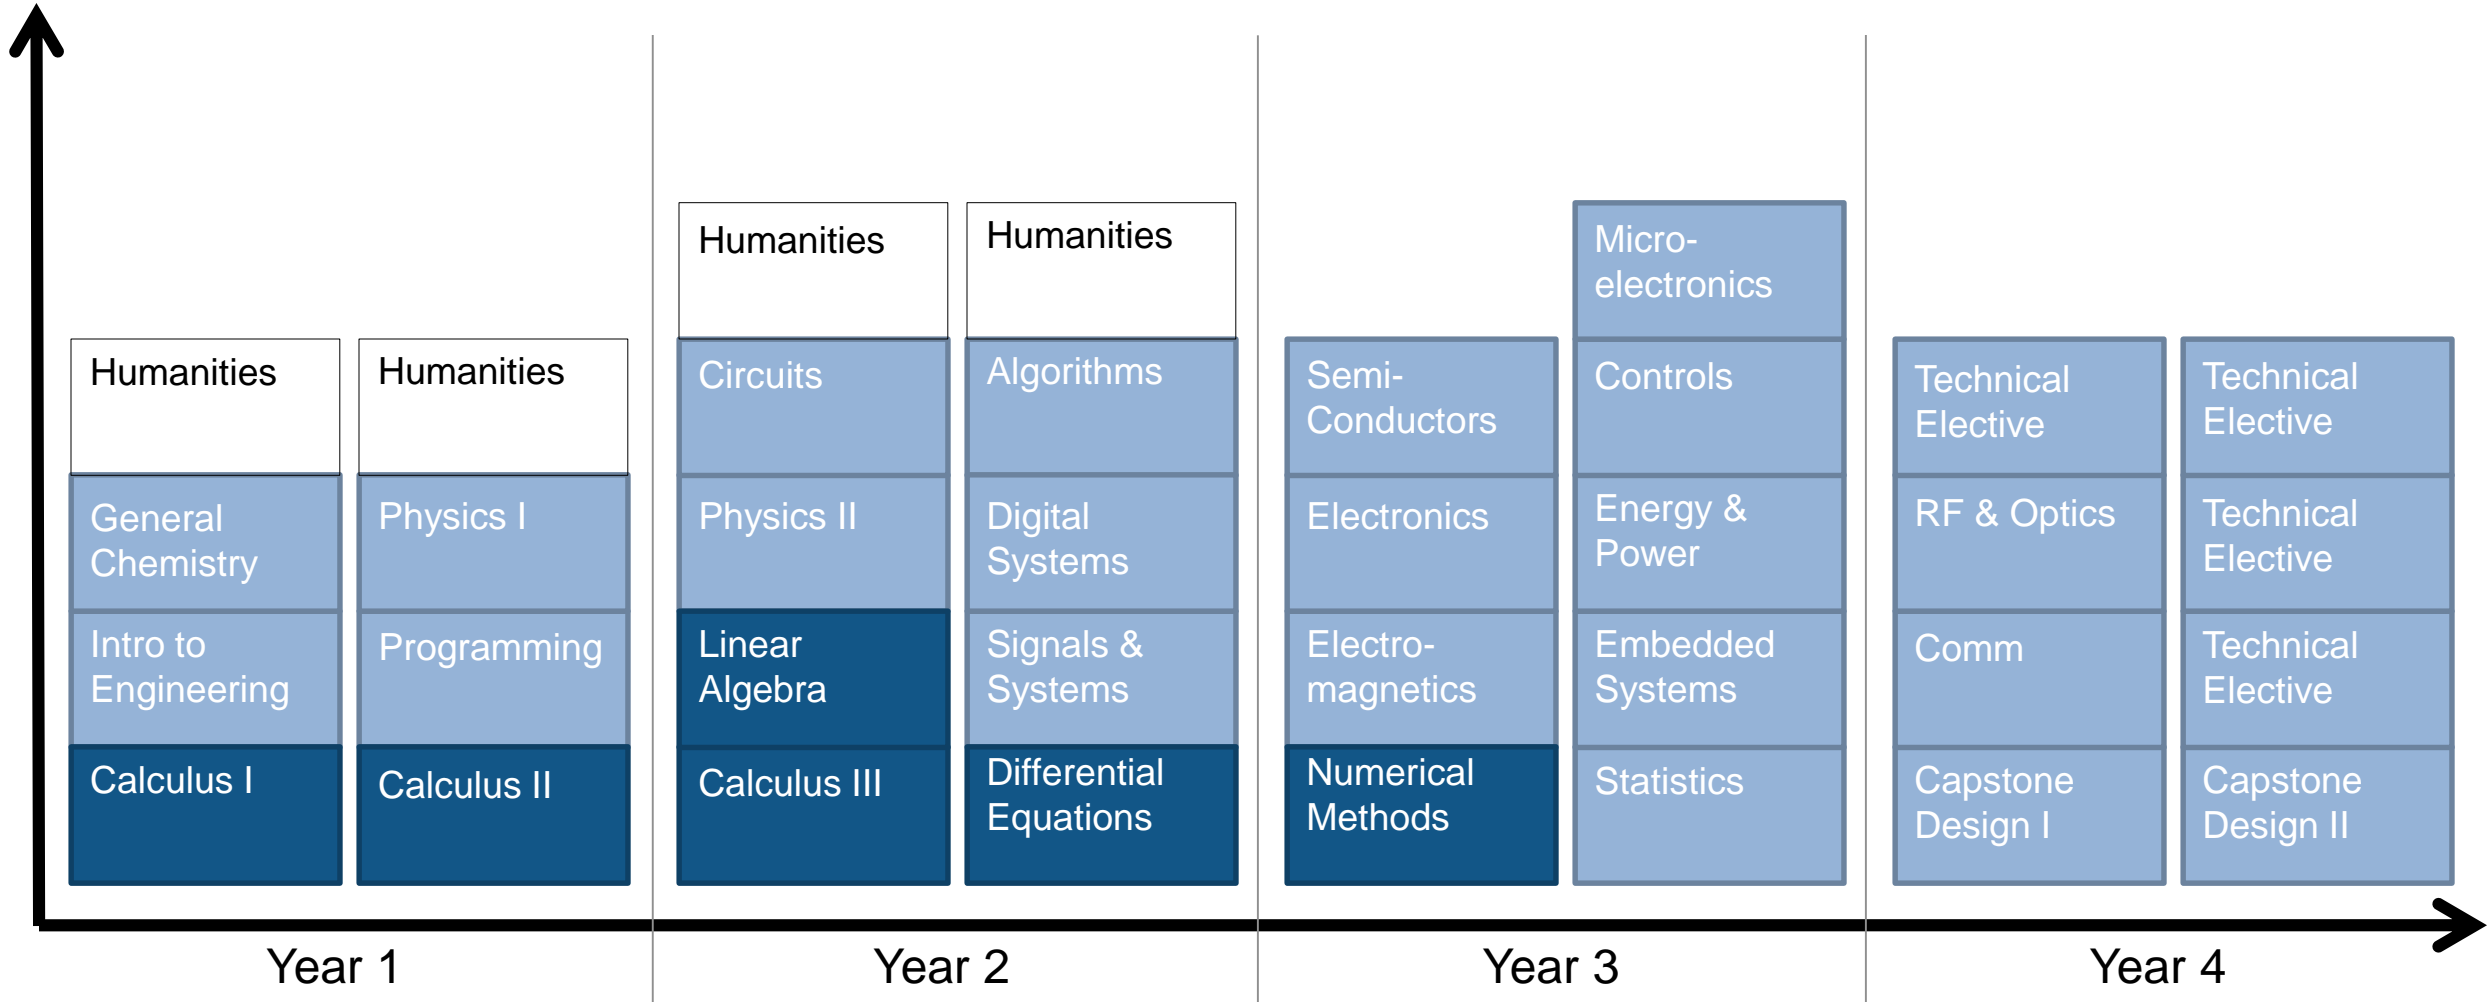 Humanities
General
Chemistry
Intro to
Engineering
Calculus I
Humanities
Physics I
Programming
Calculus II
Humanities
Circuits
Physics II
Linear
Algebra
Calculus III
Humanities
Algorithms
Digital
Systems
Signals &
Systems
Differential
Equations
Semi-
Conductors
Electronics
Electro-
magnetics
Numerical
Methods
Micro-
electronics
Controls
Energy &
Power
Embedded
Systems
Statistics
Technical
Elective
RF & Optics
Comm
Capstone
Design I
Technical
Elective
Technical
Elective
Technical
Elective
Capstone
Design II
Year 1
Year 2
Year 3
Year 4